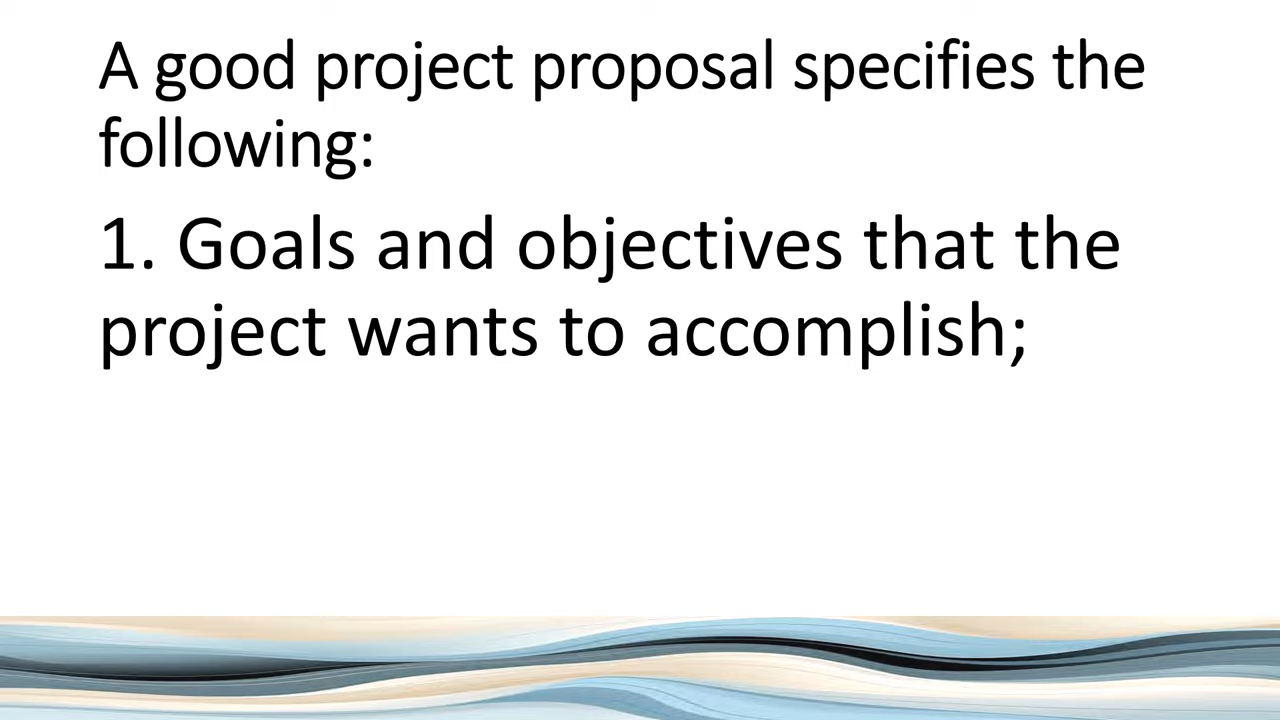 A good project proposal specifies the
following:
1. Goals and objectives that the
project wants to accomplish;